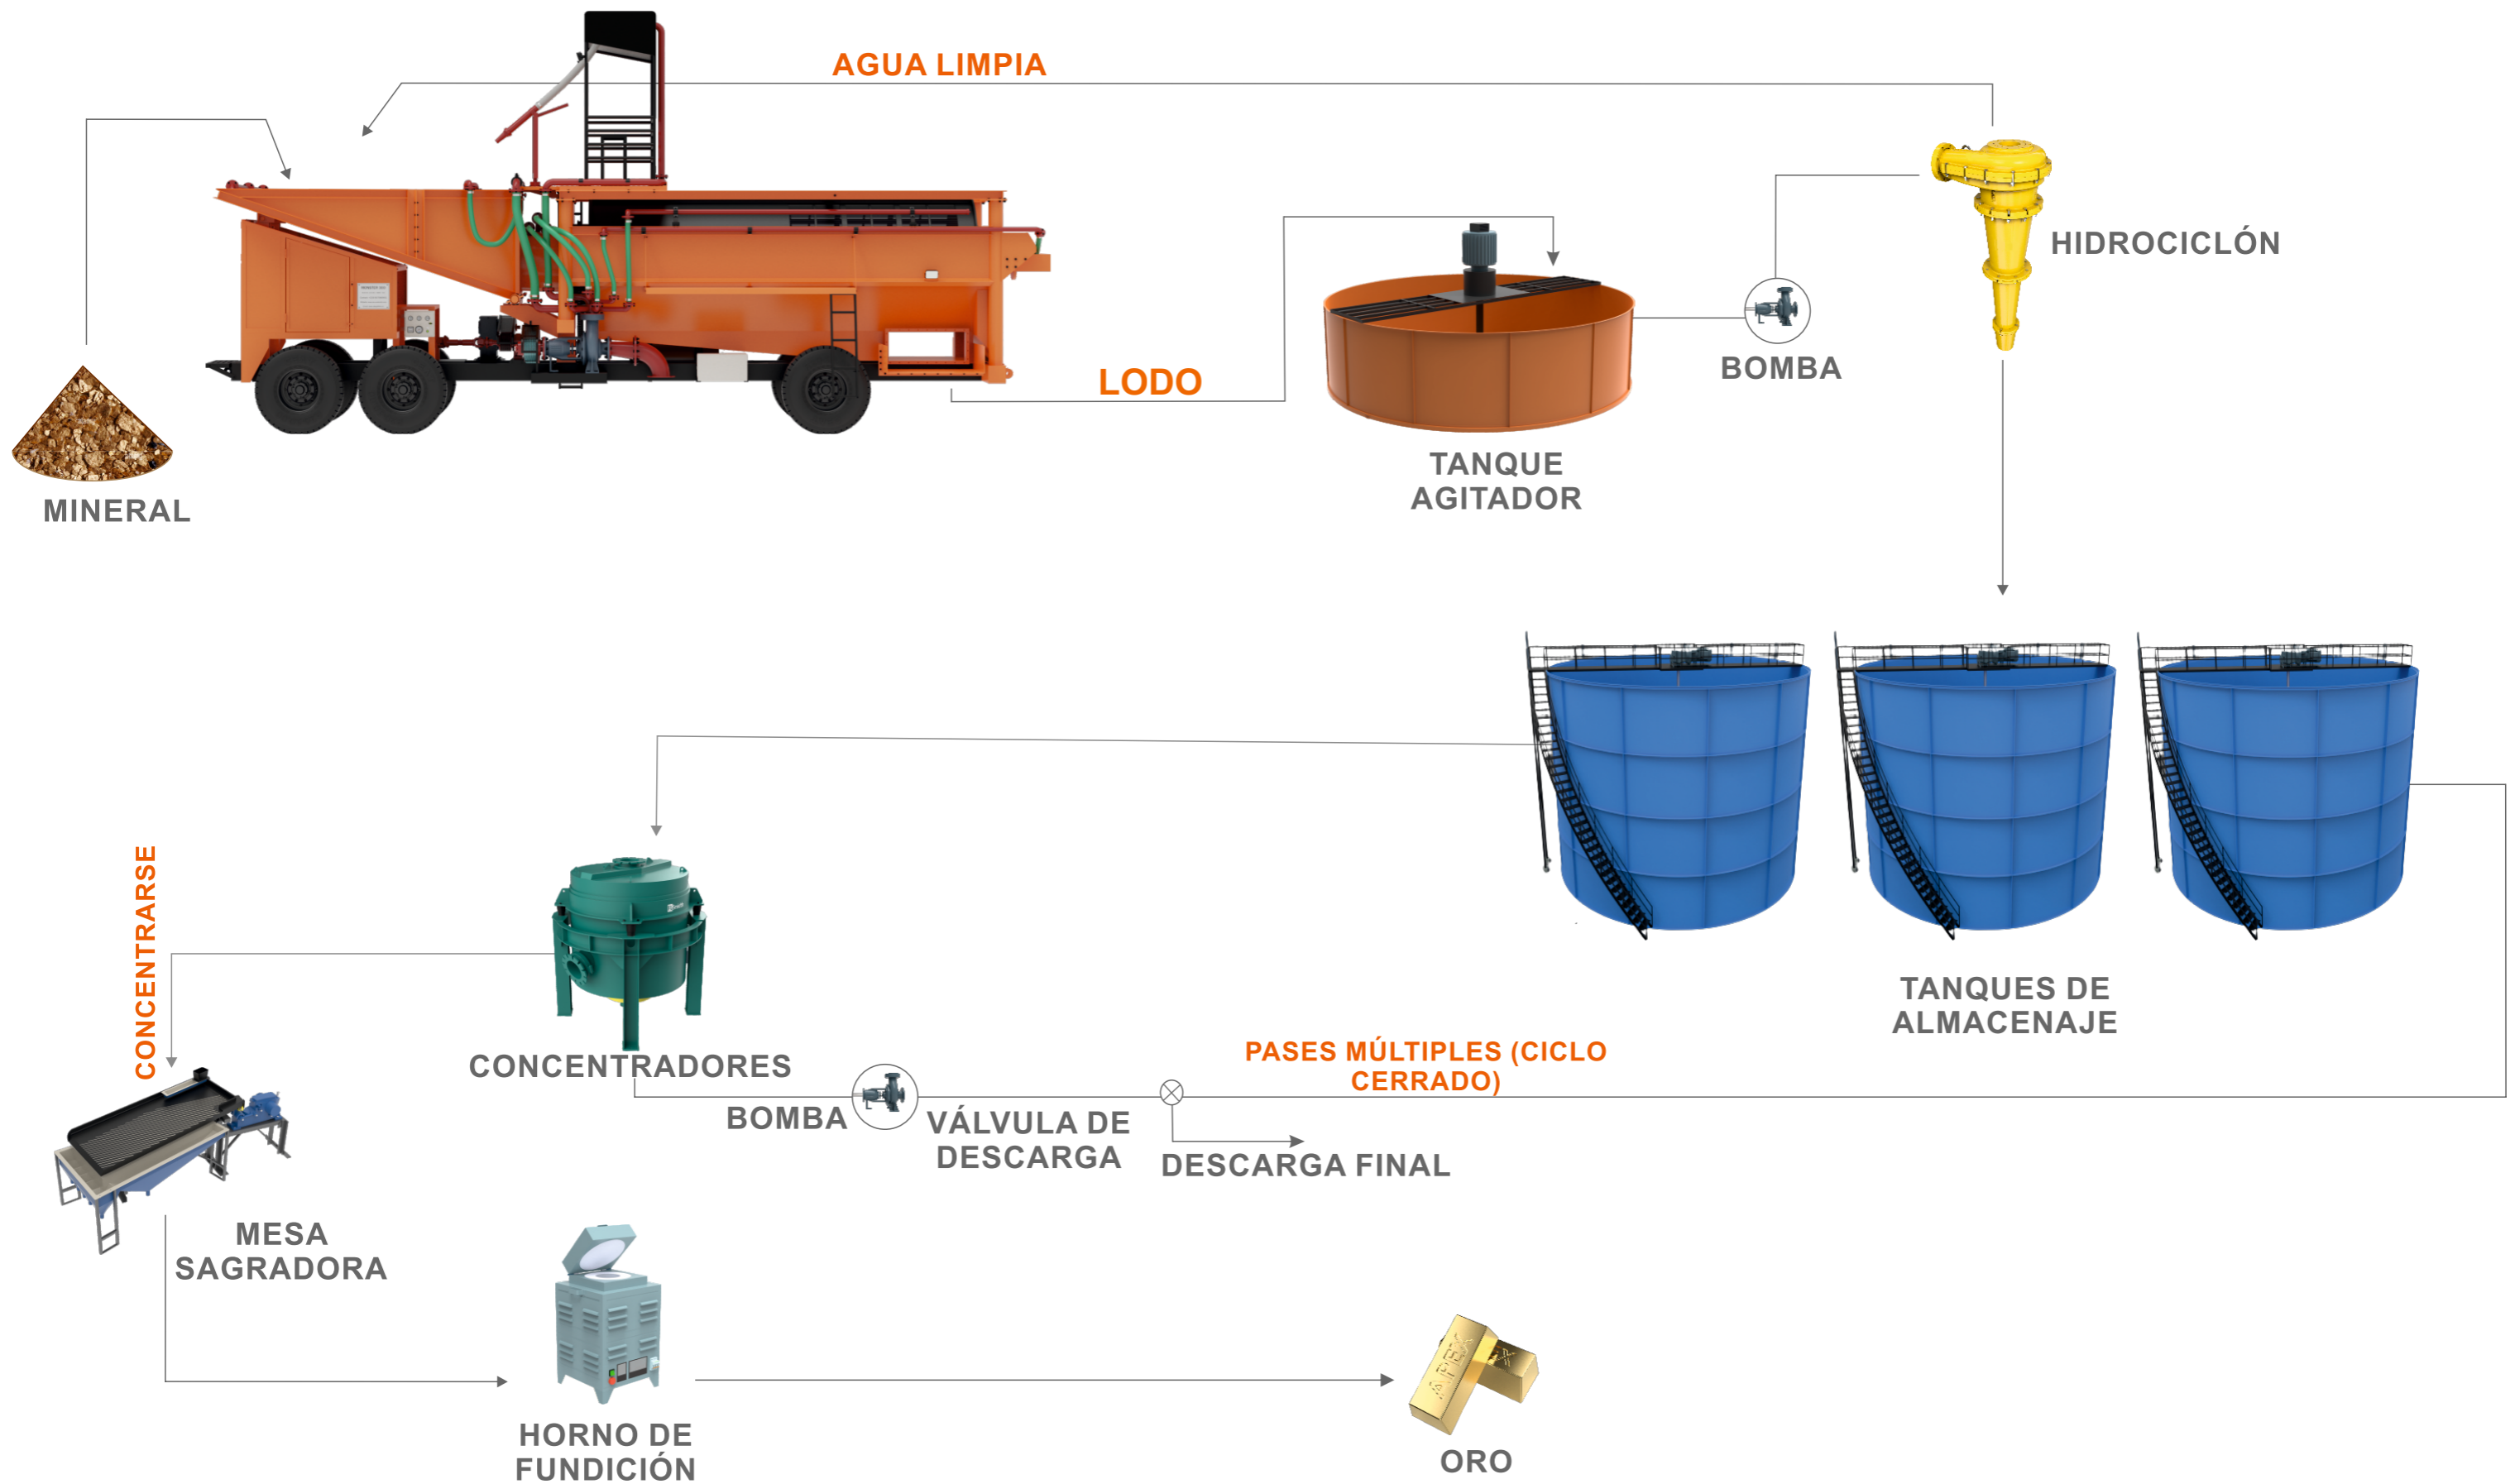 AGUA LIMPIA
HIDROCICLÓN
BOMBA
LODO
TANQUE
AGITADOR
MINERAL
CONCENTRARSE
TANQUES DE
ALMACENAJE
CONCENTRADORES
PASES MÚLTIPLES (CICLO
CERRADO)
BOMBA
VÁLVULA DE
DESCARGA
DESCARGA FINAL
MESA
SAGRADORA
APEX
HORNO DE
FUNDICIÓN
ORO